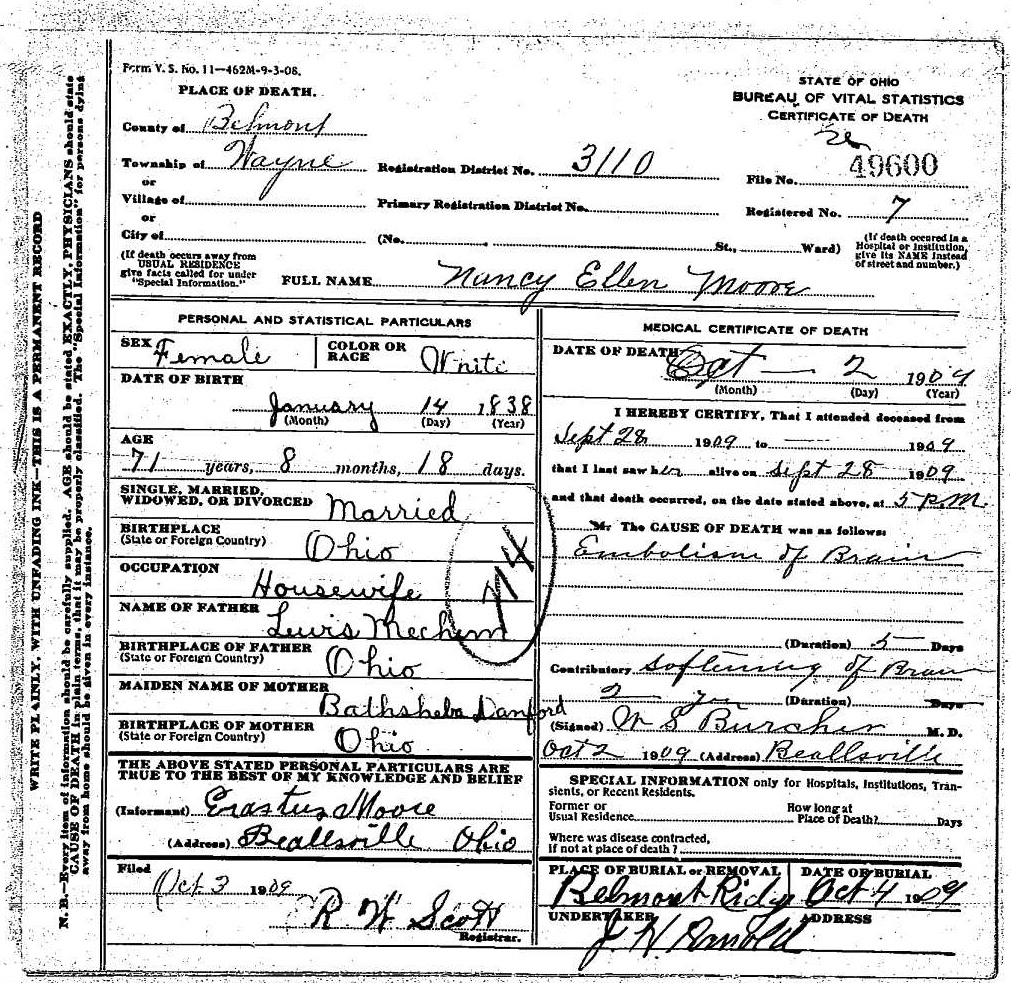 Form V. S. No. 11—462M-9-3-08.
PLACE OF DEATH.
STATE OF OHIO
BUREAU OF VITAL STATISTICS
CERTIFICATE OF DEATH
County of Belmont
Township of Wayne
Registration District No. 3110
File No. 49600
or
Village of
Primary Registration District No.
Registered No. 7
or
City of
(No. , St., Ward)
(If death occured in a Hospital or Institution, give its NAME instead of street and number.)
(If death occurs away from USUAL RESIDENCE give facts called for under "Special Information.")
FULL NAME Nancy Ellen Moore
PERSONAL AND STATISTICAL PARTICULARS
SEX Female
COLOR OR RACE White
DATE OF BIRTH
January 14 1838
(Month) (Day) (Year)
AGE
71 years, 8 months, 18 days.
SINGLE, MARRIED,
WIDOWED, OR DIVORCED Married
BIRTHPLACE
(State or Foreign Country) Ohio
OCCUPATION
Housewife
NAME OF FATHER
Lewis Mechem
BIRTHPLACE OF FATHER
(State or Foreign Country) Ohio
MAIDEN NAME OF MOTHER
Bathsheba Danford
BIRTHPLACE OF MOTHER
(State or Foreign Country) Ohio
THE ABOVE STATED PERSONAL PARTICULARS ARE
TRUE TO THE BEST OF MY KNOWLEDGE AND BELIEF
(Informant) Erastus Moore
(Address) Beallsville Ohio
Filed
Oct 3 1909
R W Scott
Registrar.
74
MEDICAL CERTIFICATE OF DEATH
DATE OF DEATH Oct — 2 1909
(Month) (Day) (Year)
I HEREBY CERTIFY, That I attended deceased from
Sept 28 1909 to — 1909
that I last saw her alive on Sept 28 1909
and that death occurred, on the date stated above, at 5 P.M.
M. The CAUSE OF DEATH was as follows:
Embolism of Brain
(Duration) 5 Days
Contributory Softening of Brain
2 yrs (Duration) Days
(Signed) W S Burcher M. D.
Oct 2 1909 (Address) Beallsville
SPECIAL INFORMATION only for Hospitals, Institutions, Tran-
sients, or Recent Residents.
Former or
Usual Residence
How long at
Place of Death? Days
Where was disease contracted,
If not at place of death ?
PLACE OF BURIAL or REMOVAL
Belmont Ridge
DATE OF BURIAL
Oct 4 1909
UNDERTAKER
J. H. Arnold
ADDRESS
WRITE PLAINLY, WITH UNFADING INK—THIS IS A PERMANENT RECORD
N. B.—Every item of information should be carefully supplied. AGE should be stated EXACTLY. PHYSICIANS should state
CAUSE OF DEATH in plain terms, that it may be properly classified. The "Special Information" for persons dying
away from home should be given in every instance.